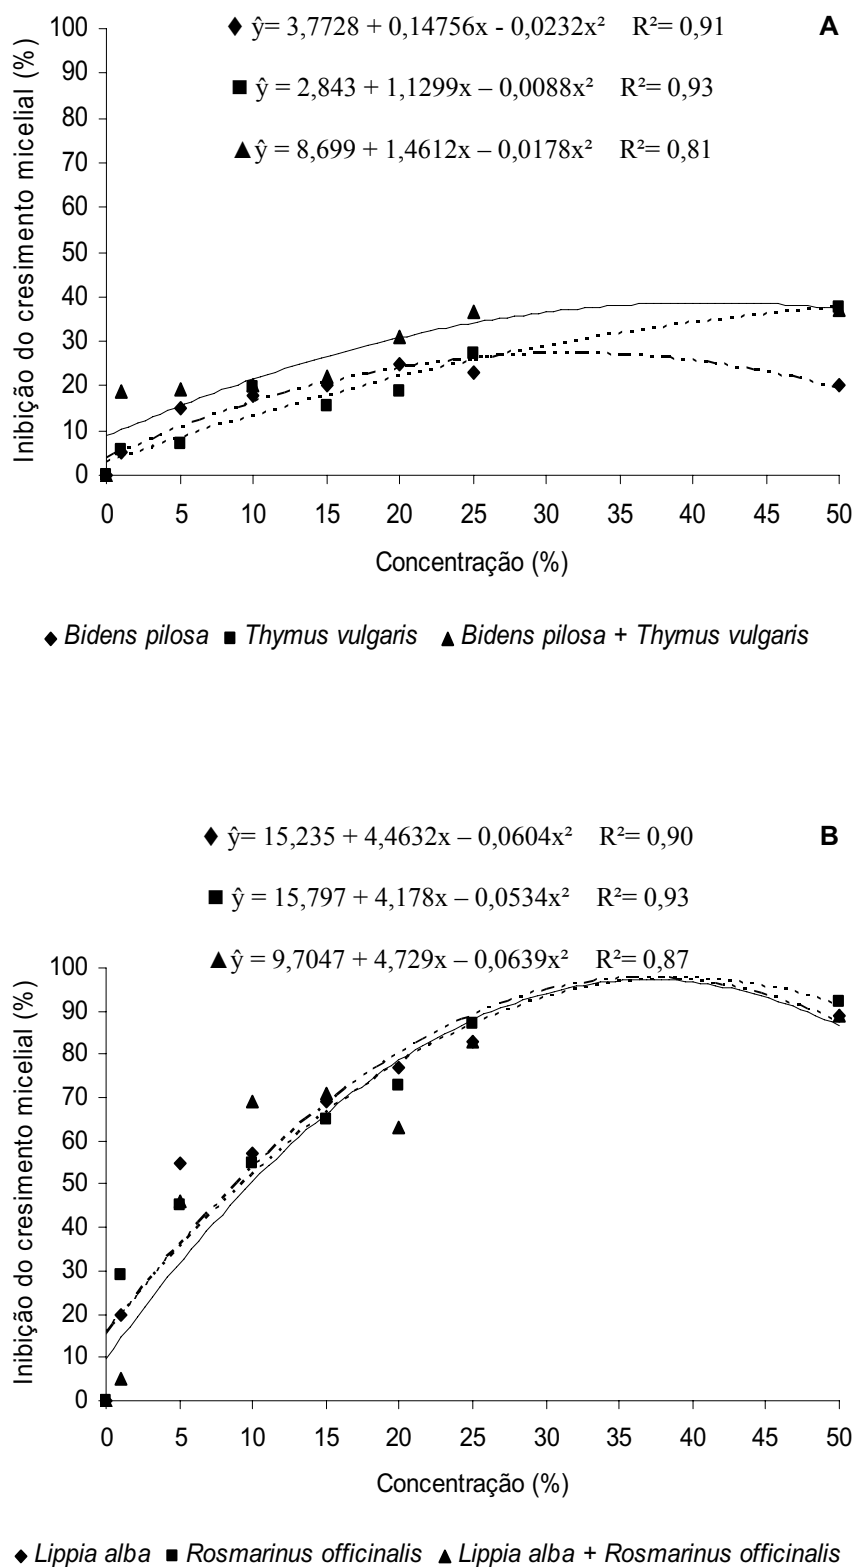 A
◆ ŷ= 3,7728 + 0,14756x - 0,0232x² R²= 0,91
■ ŷ = 2,843 + 1,1299x – 0,0088x² R²= 0,93
▲ ŷ = 8,699 + 1,4612x – 0,0178x² R²= 0,81
Inibição do cresimento micelial (%)
100
90
80
70
60
50
40
30
20
10
0
0 5 10 15 20 25 30 35 40 45 50
Concentração (%)
◆ Bidens pilosa ■ Thymus vulgaris ▲ Bidens pilosa + Thymus vulgaris
B
◆ ŷ= 15,235 + 4,4632x – 0,0604x² R²= 0,90
■ ŷ = 15,797 + 4,178x – 0,0534x² R²= 0,93
▲ ŷ = 9,7047 + 4,729x – 0,0639x² R²= 0,87
Inibição do cresimento micelial (%)
100
90
80
70
60
50
40
30
20
10
0
0 5 10 15 20 25 30 35 40 45 50
Concentração (%)
◆ Lippia alba ■ Rosmarinus officinalis ▲ Lippia alba + Rosmarinus officinalis